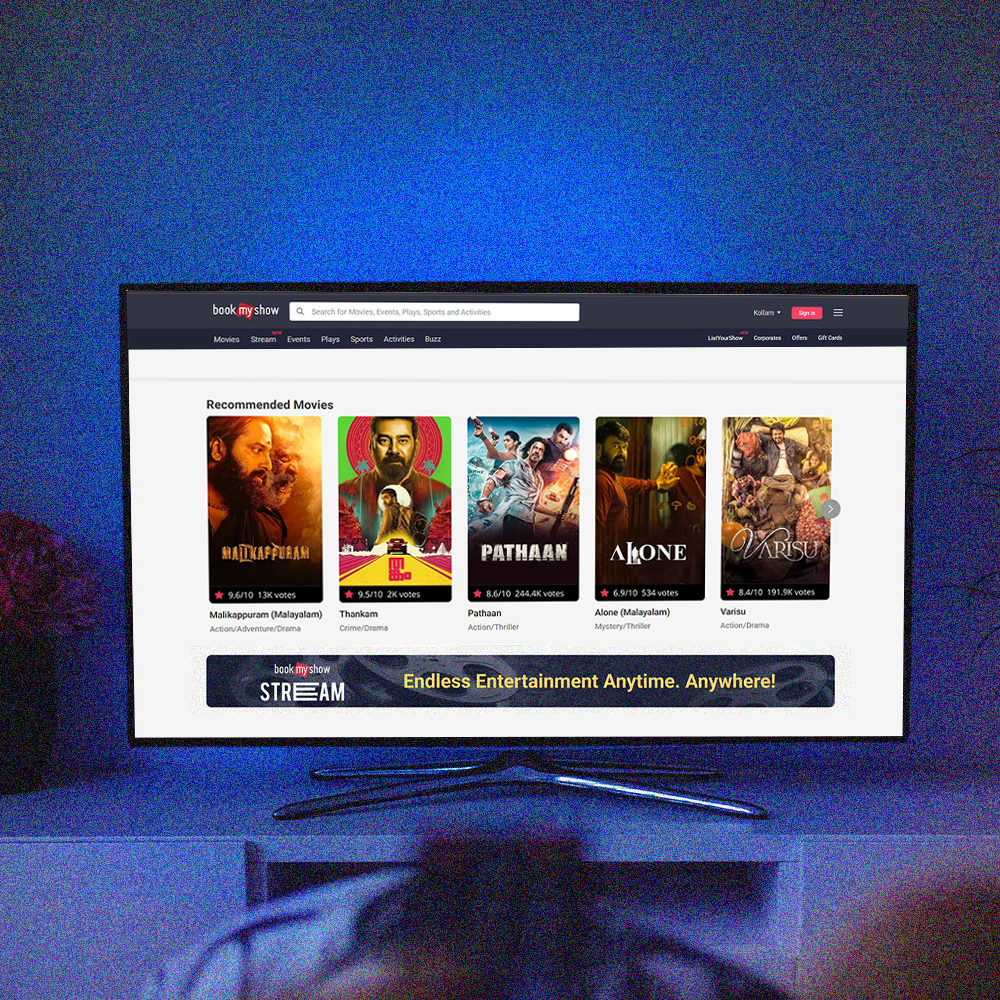 book my show
Search for Movies, Events, Plays, Sports and Activities
Kollam
Sign in
Movies Stream NEW Events Plays Sports Activities Buzz
ListYourShow NEW Corporates Offers Gift Cards
Recommended Movies
MALIKAPPURAM
തങ്കം
PATHAAN
ALONE
VARISU
9.6/10 13K votes
9.5/10 2K votes
8.6/10 244.4K votes
6.9/10 534 votes
8.4/10 191.9K votes
Malikappuram (Malayalam)
Thankam
Pathaan
Alone (Malayalam)
Varisu
Action/Adventure/Drama
Crime/Drama
Action/Thriller
Mystery/Thriller
Action/Drama
book my show
STREAM
Endless Entertainment Anytime. Anywhere!